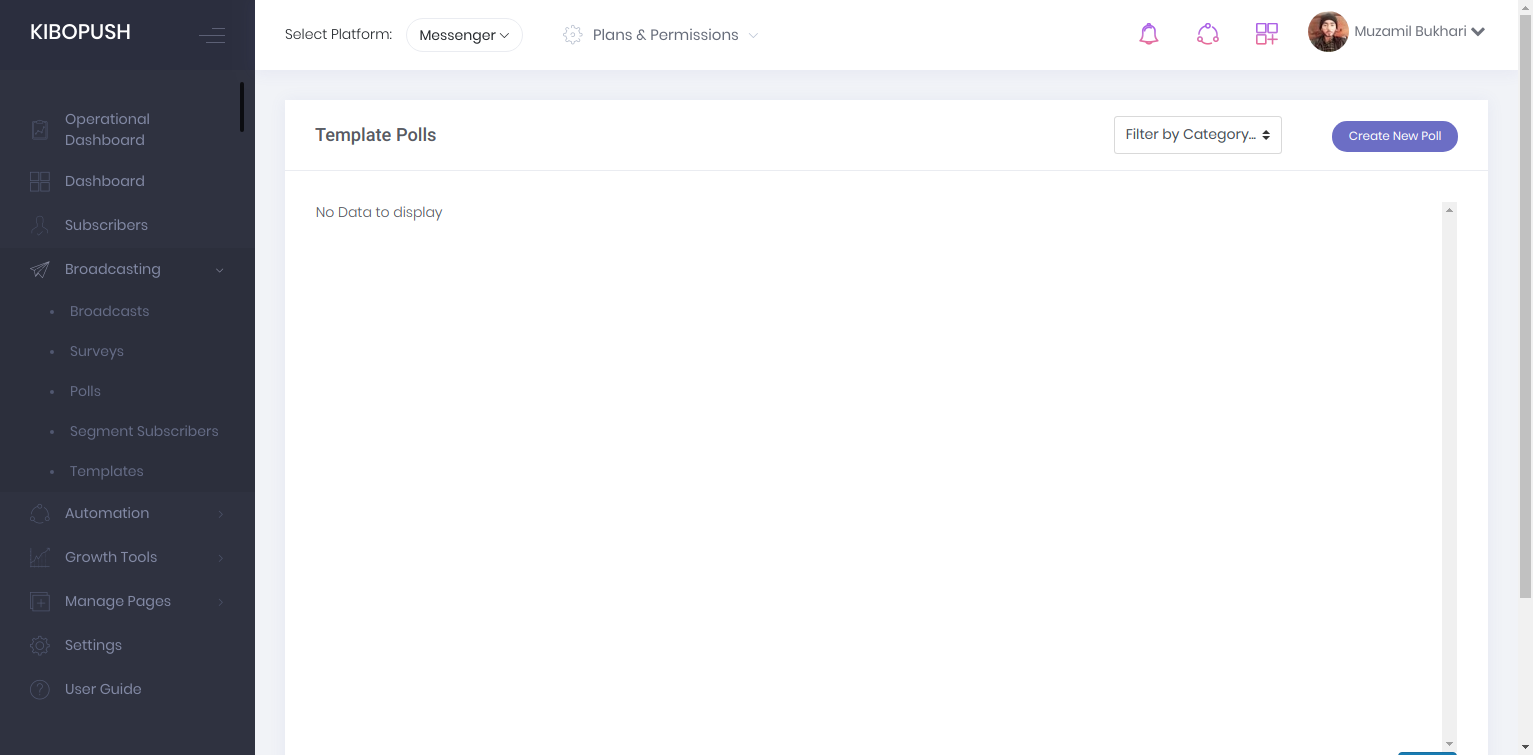 KIBOPUSH
Select Platform:
Messenger
Plans & Permissions
Muzamil Bukhari
Operational
Dashboard
Dashboard
Subscribers
Broadcasting
Broadcasts
Surveys
Polls
Segment Subscribers
Templates
Automation
Growth Tools
Manage Pages
Settings
User Guide
Template Polls
Filter by Category...
Create New Poll
No Data to display